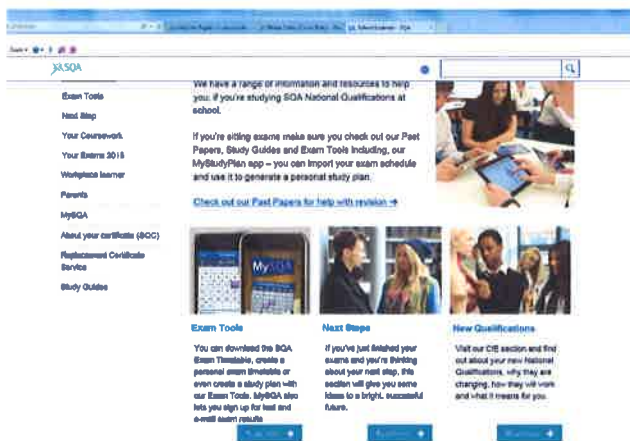 SQA
Exam Tools
Next Step
Your Coursework
Your Exams 2015
Workplace learner
Parents
MySQA
About your certificate (SQC)
Replacement Certificate
Service
Study Guides
We have a range of information and resources to help
you, if you're studying SQA National Qualifications at
school.
If you're sitting exams make sure you check out our Past
Papers, Study Guides and Exam Tools including, our
MyStudyPlan app – you can import your exam schedule
and use it to generate a personal study plan.
Check out our Past Papers for help with revision →
MySQA
Exam Tools
You can download the SQA
Exam Timetable, create a
personal exam timetable or
even create a study plan with
our Exam Tools. MySQA also
lets you sign up for text and
e-mail exam results
Next Steps
If you've just finished your
exams and you're thinking
about your next step, this
section will give you some
ideas to a bright, successful
future.
New Qualifications
Visit our CfE section and find
out about your new National
Qualifications, why they are
changing, how they will work
and what it means for you.